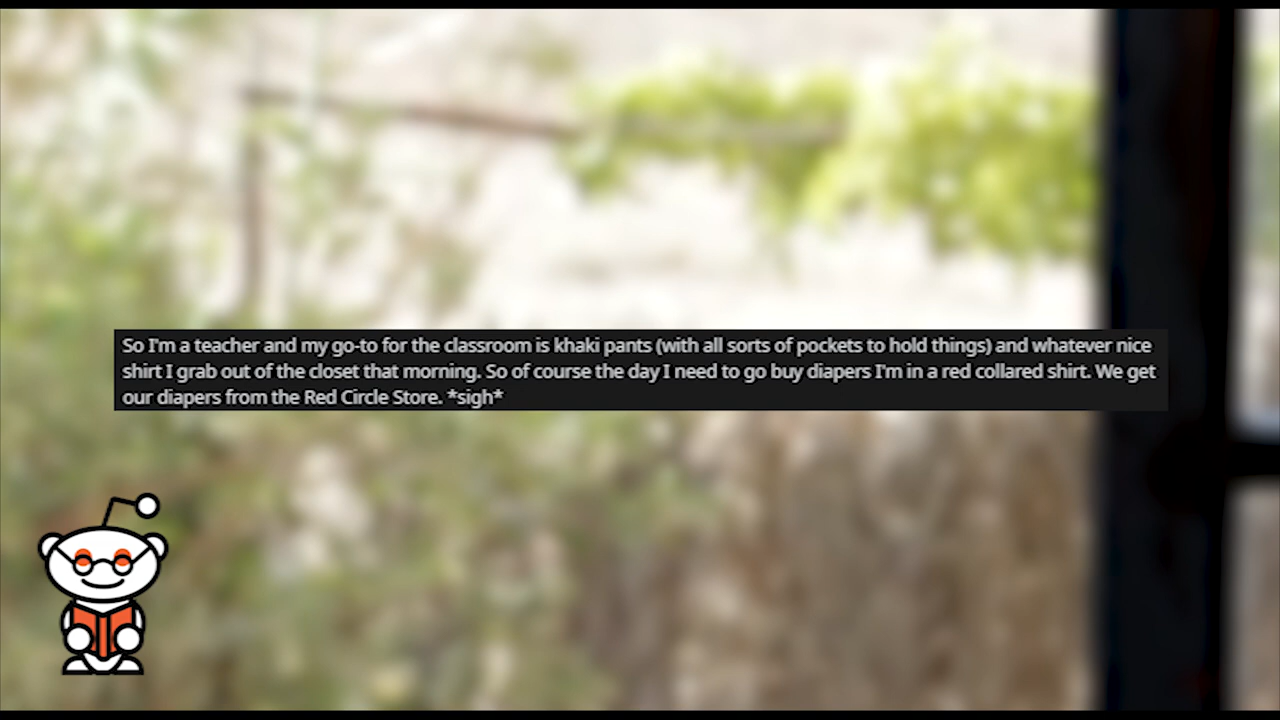 So I'm a teacher and my go-to for the classroom is khaki pants (with all sorts of pockets to hold things) and whatever nice
shirt I grab out of the closet that morning. So of course the day I need to go buy diapers I'm in a red collared shirt. We get
our diapers from the Red Circle Store. *sigh*